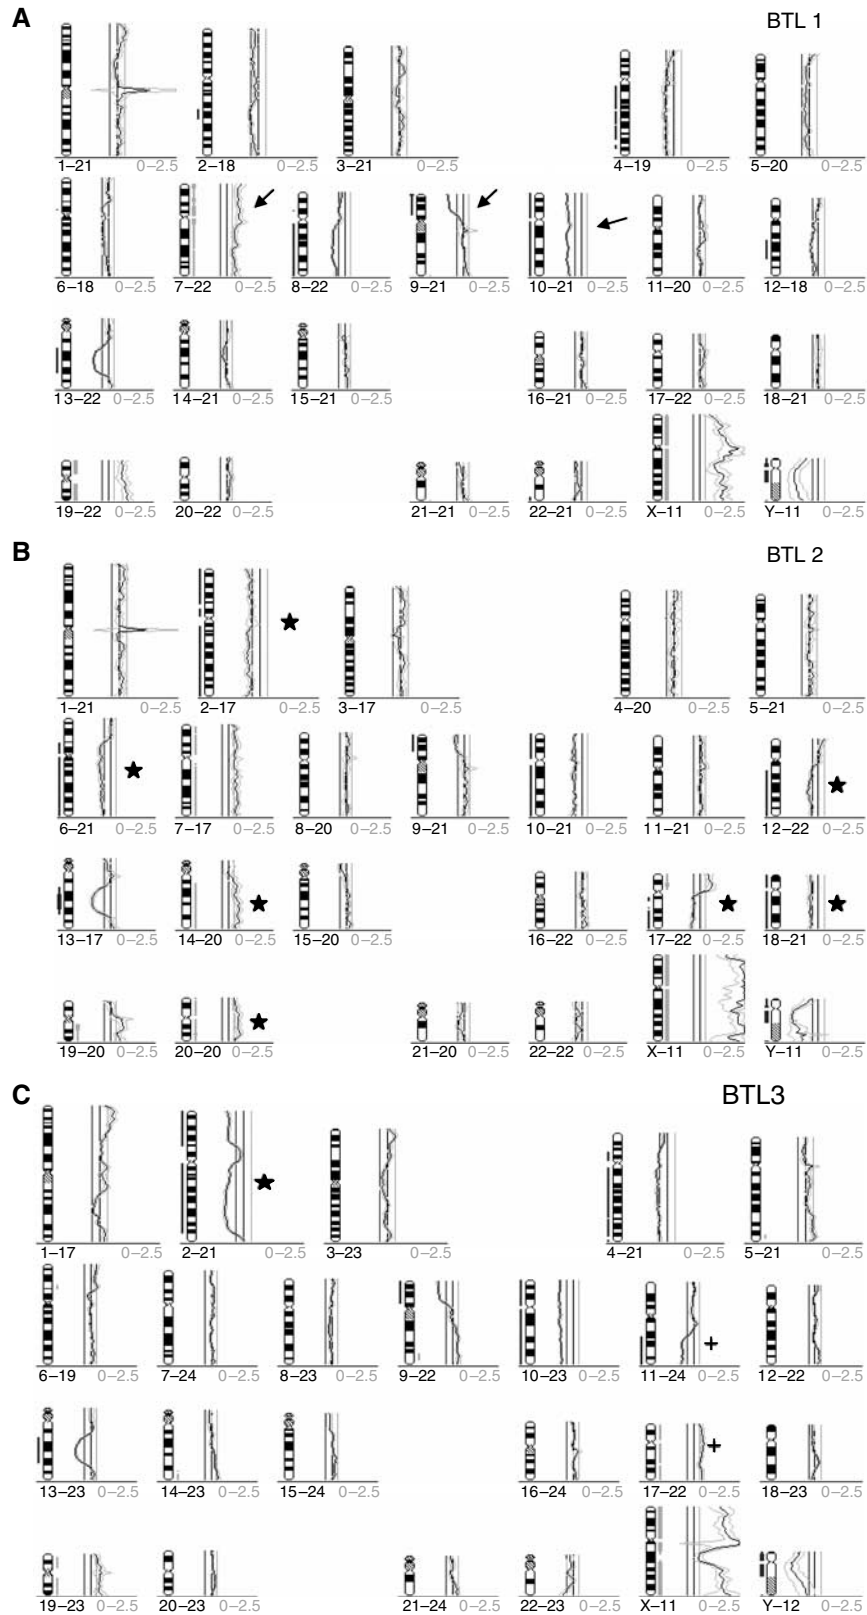 A BTL 1
1–21 0–2.5 2–18 0–2.5 3–21 0–2.5 4–19 0–2.5 5–20 0–2.5
6–18 0–2.5 7–22 0–2.5 8–22 0–2.5 9–21 0–2.5 10–21 0–2.5 11–20 0–2.5 12–18 0–2.5
13–22 0–2.5 14–21 0–2.5 15–21 0–2.5 16–21 0–2.5 17–22 0–2.5 18–21 0–2.5
19–22 0–2.5 20–22 0–2.5 21–21 0–2.5 22–21 0–2.5 X–11 0–2.5 Y–11 0–2.5
B BTL 2
1–21 0–2.5 2–17 0–2.5 3–17 0–2.5 4–20 0–2.5 5–21 0–2.5
6–21 0–2.5 7–17 0–2.5 8–20 0–2.5 9–21 0–2.5 10–21 0–2.5 11–21 0–2.5 12–22 0–2.5
13–17 0–2.5 14–20 0–2.5 15–20 0–2.5 16–22 0–2.5 17–22 0–2.5 18–21 0–2.5
19–20 0–2.5 20–20 0–2.5 21–20 0–2.5 22–22 0–2.5 X–11 0–2.5 Y–11 0–2.5
C BTL3
1–17 0–2.5 2–21 0–2.5 3–23 0–2.5 4–21 0–2.5 5–21 0–2.5
6–19 0–2.5 7–24 0–2.5 8–23 0–2.5 9–22 0–2.5 10–23 0–2.5 11–24 0–2.5 12–22 0–2.5
13–23 0–2.5 14–23 0–2.5 15–24 0–2.5 16–24 0–2.5 17–22 0–2.5 18–23 0–2.5
19–23 0–2.5 20–23 0–2.5 21–24 0–2.5 22–23 0–2.5 X–11 0–2.5 Y–12 0–2.5